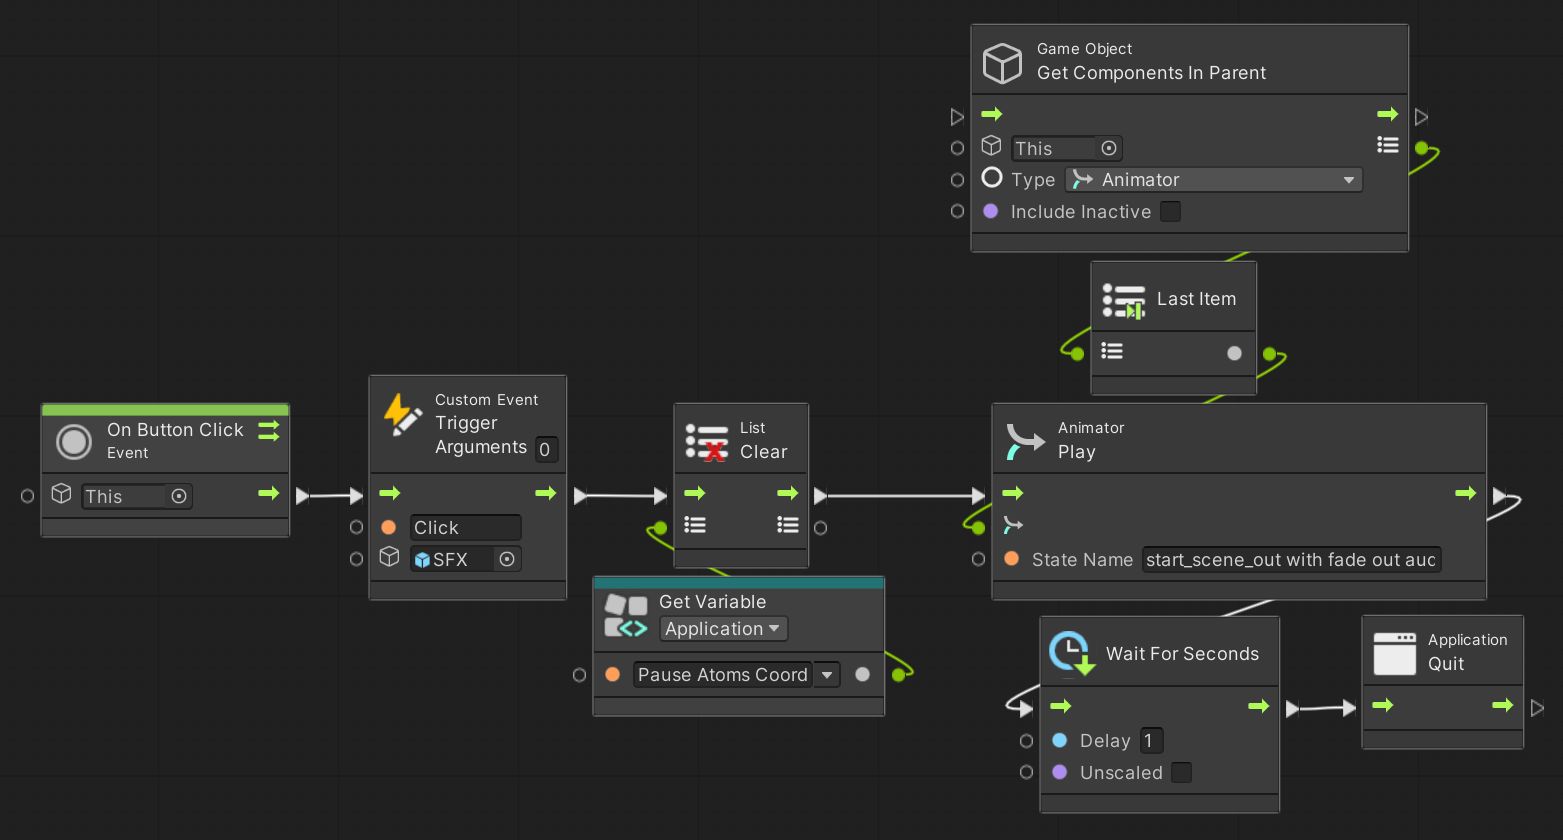 Game Object
Get Components In Parent
This
Type
Animator
Include Inactive
Last Item
On Button Click
Event
This
Custom Event
Trigger
Arguments 0
Click
SFX
List
Clear
Get Variable
Application
Pause Atoms Coord
Animator
Play
State Name start_scene_out with fade out auc
Wait For Seconds
Delay 1
Unscaled
Application
Quit